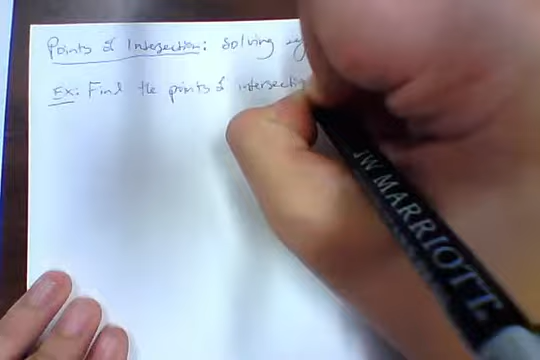 Points of Intersection: Solving
Ex: Find the points of intersection
JW MARRIOTT